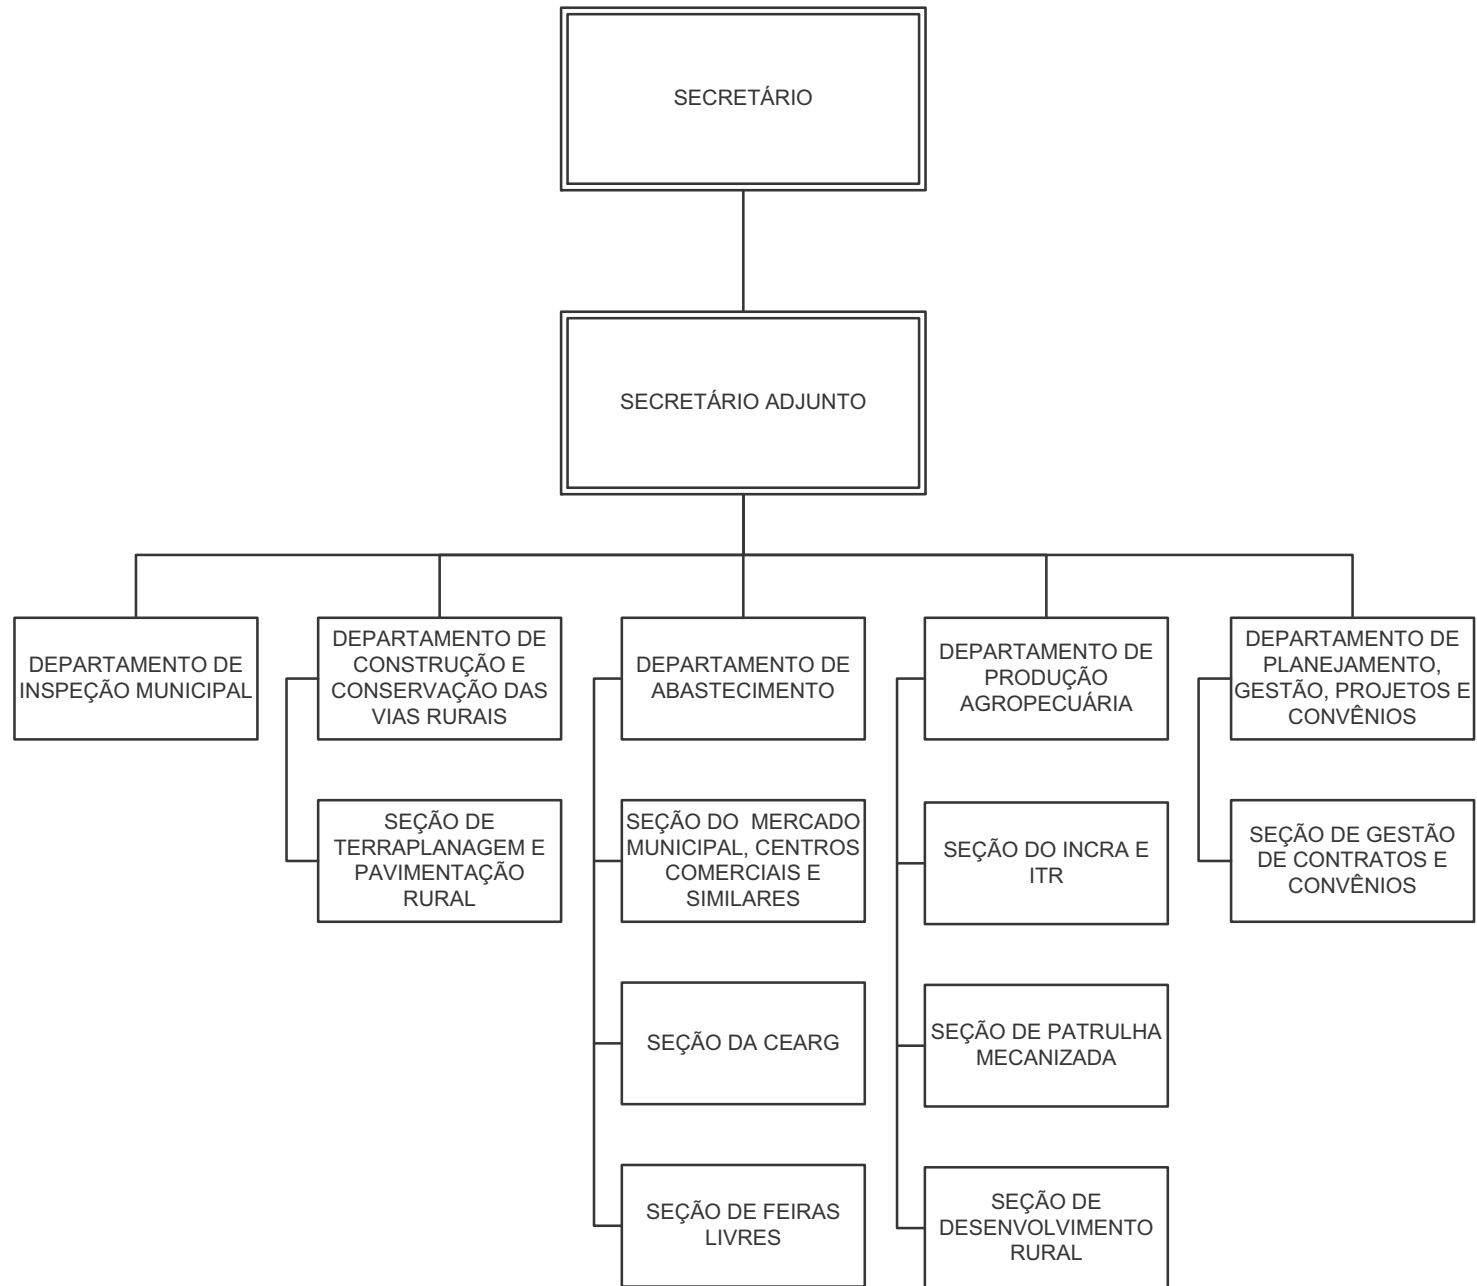 SECRETÁRIO
SECRETÁRIO ADJUNTO
DEPARTAMENTO DE
INSPEÇÃO MUNICIPAL
DEPARTAMENTO DE
CONSTRUÇÃO E
CONSERVAÇÃO DAS
VIAS RURAIS
DEPARTAMENTO DE
ABASTECIMENTO
DEPARTAMENTO DE
PRODUÇÃO
AGROPECUÁRIA
DEPARTAMENTO DE
PLANEJAMENTO,
GESTÃO, PROJETOS E
CONVÊNIOS
SEÇÃO DE
TERRAPLANAGEM E
PAVIMENTAÇÃO
RURAL
SEÇÃO DO MERCADO
MUNICIPAL, CENTROS
COMERCIAIS E
SIMILARES
SEÇÃO DO INCRA E
ITR
SEÇÃO DE GESTÃO
DE CONTRATOS E
CONVÊNIOS
SEÇÃO DA CEARG
SEÇÃO DE PATRULHA
MECANIZADA
SEÇÃO DE FEIRAS
LIVRES
SEÇÃO DE
DESENVOLVIMENTO
RURAL